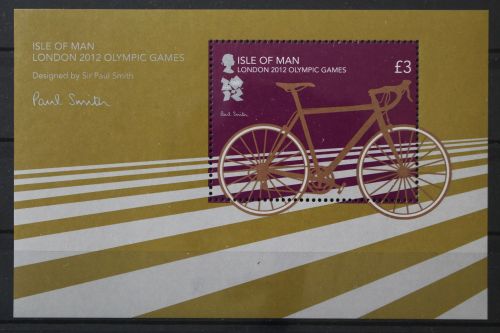 ISLE OF MAN
LONDON 2012 OLYMPIC GAMES
Designed by Sir Paul Smith
Paul Smith
ISLE OF MAN
LONDON 2012 OLYMPIC GAMES
£3
Paul Smith